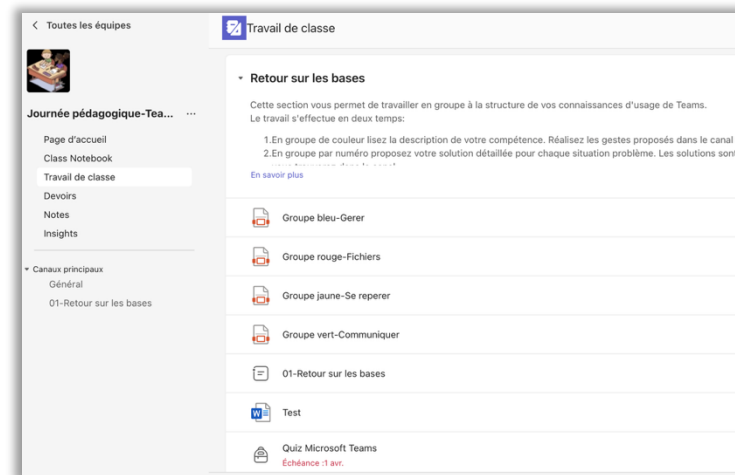 Toutes les équipes
Journée pédagogique-Tea... ...
Page d'accueil
Class Notebook
Travail de classe
Devoirs
Notes
Insights
Canaux principaux
Général
01-Retour sur les bases
Travail de classe
Retour sur les bases
Cette section vous permet de travailler en groupe à la structure de vos connaissances d'usage de Teams.
Le travail s'effectue en deux temps:
1.En groupe de couleur lisez la description de votre compétence. Réalisez les gestes proposés dans le canal
2.En groupe par numéro proposez votre solution détaillée pour chaque situation problème. Les solutions sont
En savoir plus
Groupe bleu-Gerer
Groupe rouge-Fichiers
Groupe jaune-Se reperer
Groupe vert-Communiquer
01-Retour sur les bases
Test
Quiz Microsoft Teams
Échéance :1 avr.